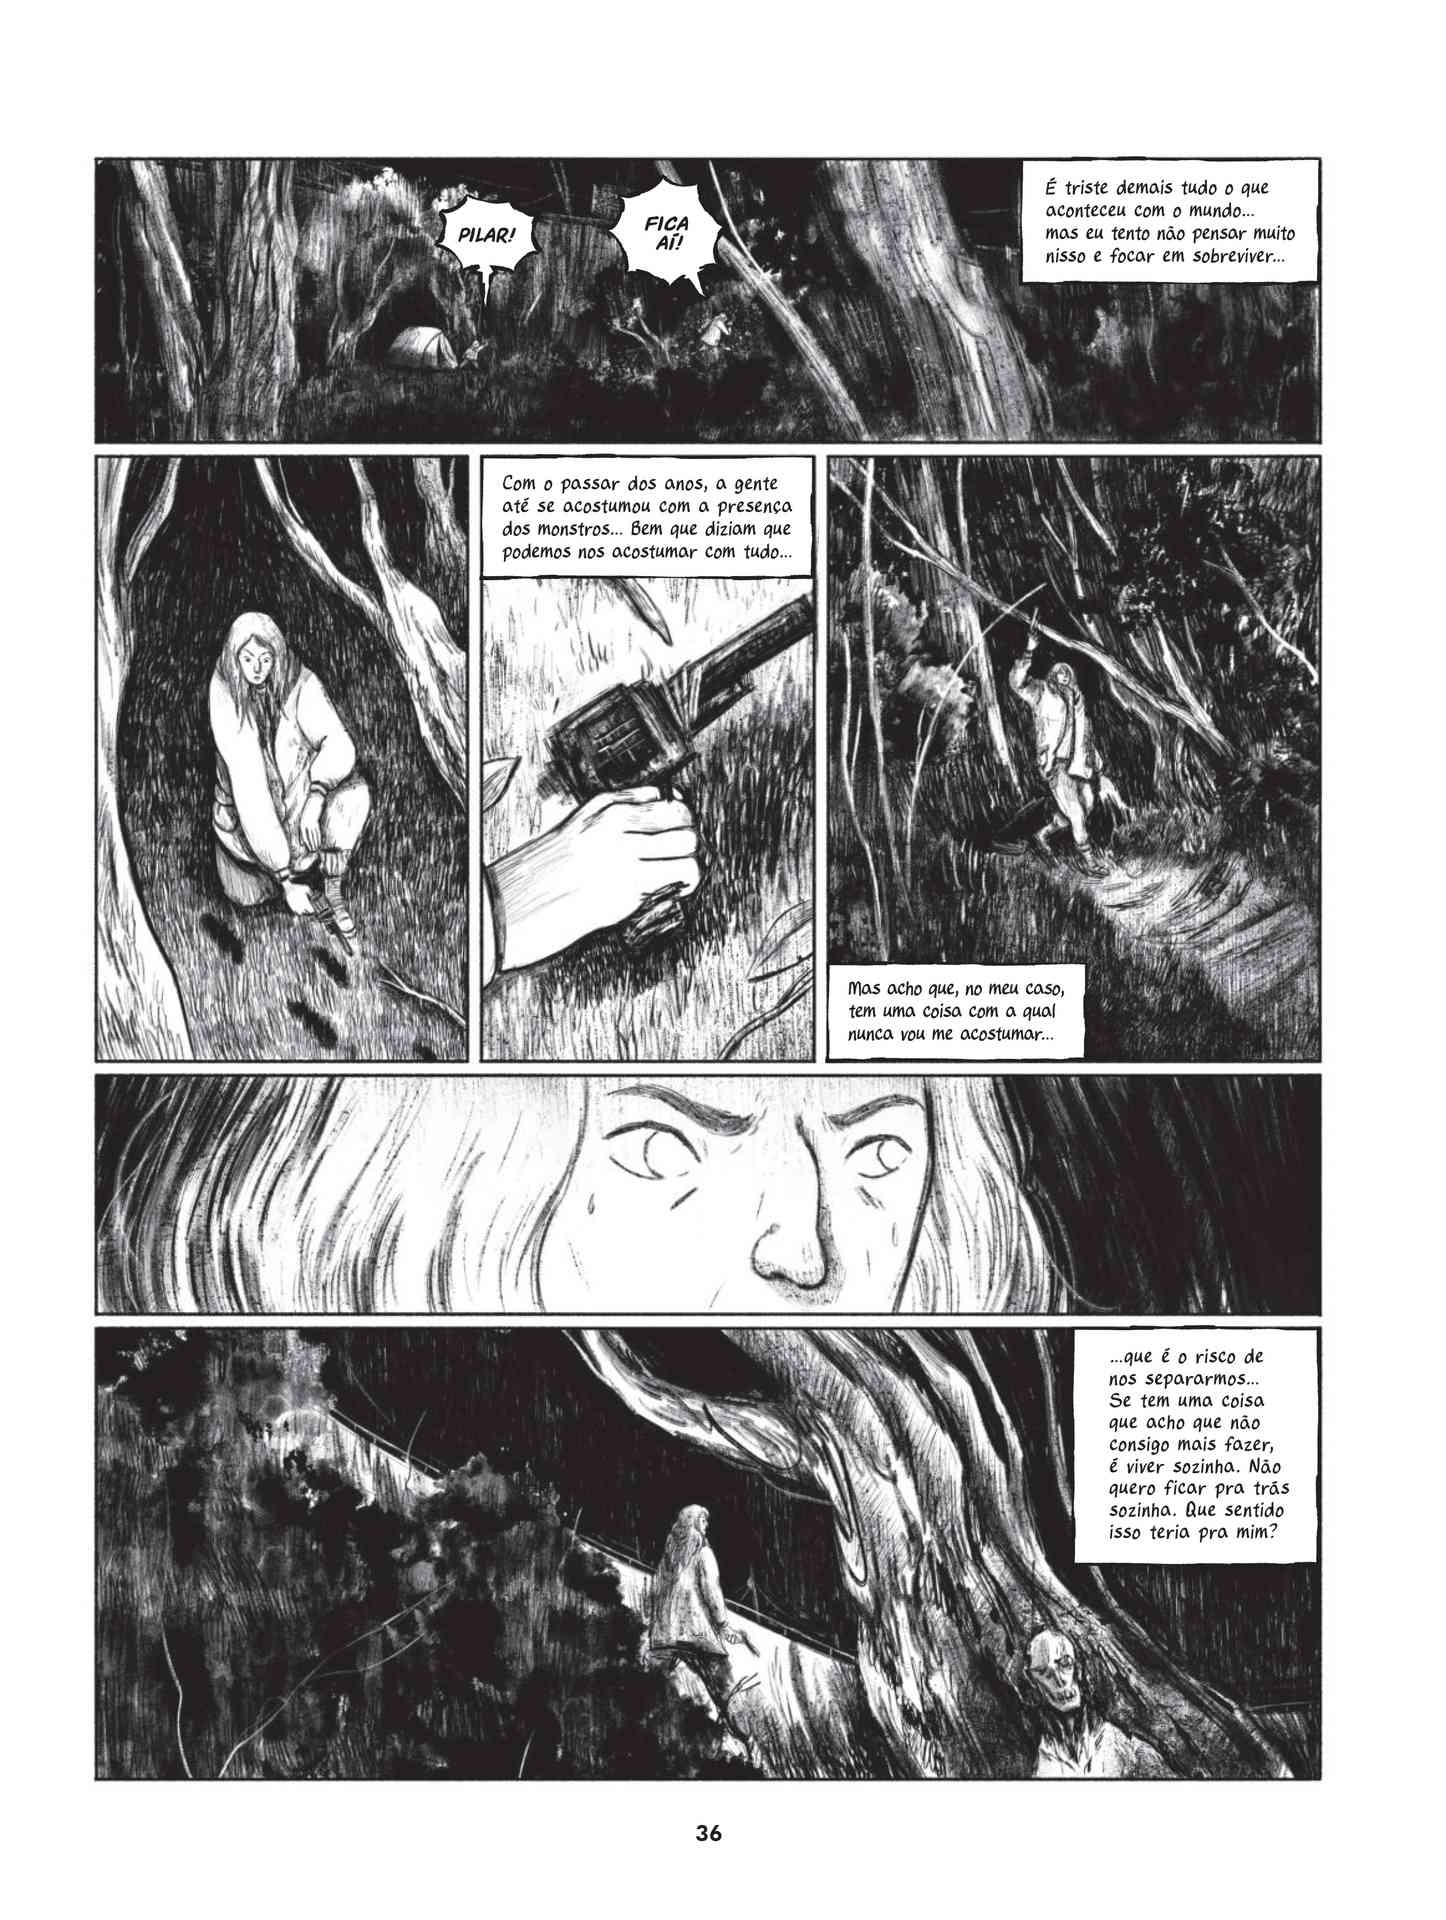 PILAR!
FICA
AÍ!
É triste demais tudo o que
aconteceu com o mundo...
mas eu tento não pensar muito
nisso e focar em sobreviver...
Com o passar dos anos, a gente
até se acostumou com a presença
dos monstros... Bem que diziam que
podemos nos acostumar com tudo...
Mas acho que, no meu caso,
tem uma coisa com a qual
nunca vou me acostumar...
...que é o risco de
nos separarmos...
Se tem uma coisa
que acho que não
consigo mais fazer,
é viver sozinha. Não
quero ficar pra trás
sozinha. Que sentido
isso teria pra mim?
36